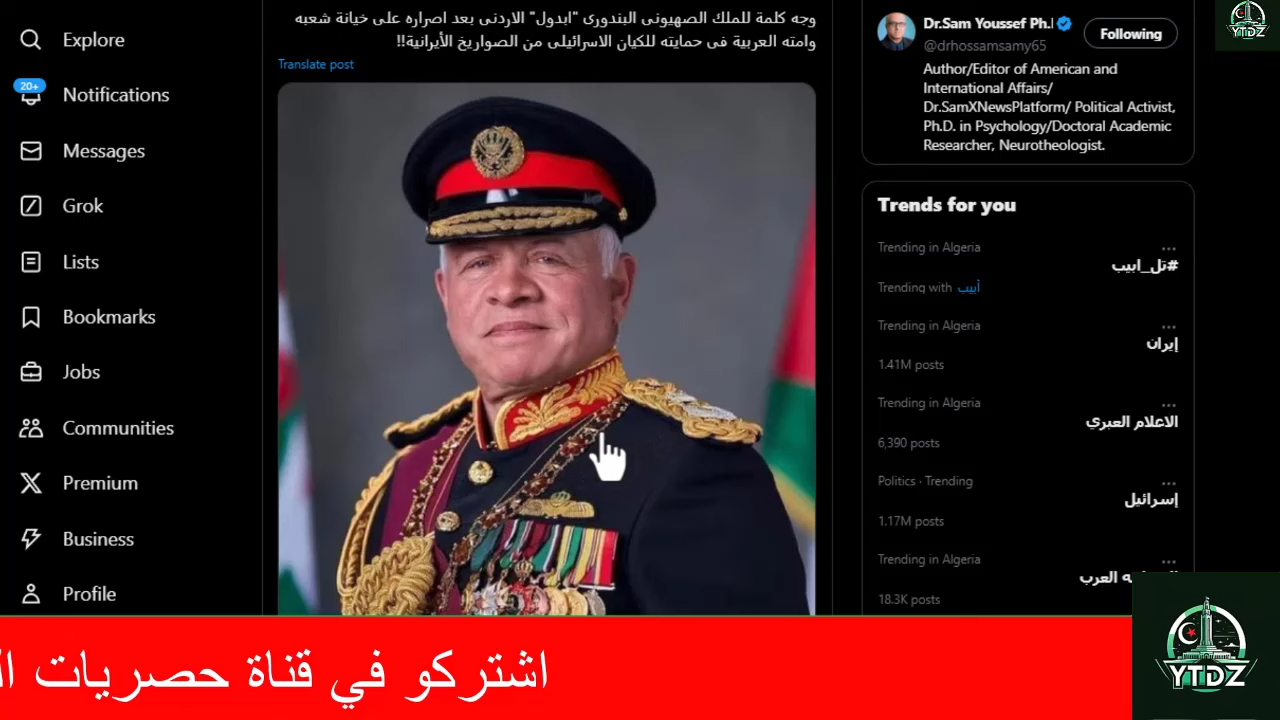 Explore
20+
Notifications
Messages
Grok
Lists
Bookmarks
Jobs
Communities
Premium
Business
Profile
وجه كلمة للملك الصهيونى البندورى "ابدول" الاردنى بعد اصراره على خيانة شعبه
وامته العربية فى حمايته للكيان الاسرائيلى من الصواريخ الأيرانية!!
Translate post
Dr.Sam Youssef Ph.
@drhossamsamy65
Following
Author/Editor of American and
International Affairs/
Dr.SamXNewsPlatform/ Political Activist,
Ph.D. in Psychology/Doctoral Academic
Researcher, Neurotheologist.
Trends for you
Trending in Algeria
#تل_ابيب
Trending with أبيب
Trending in Algeria
إيران
1.41M posts
Trending in Algeria
الاعلام العبري
6,390 posts
Politics · Trending
إسرائيل
1.17M posts
Trending in Algeria
العرب
18.3K posts
اشتركو في قناة حصريات
YTDZ
YTDZ